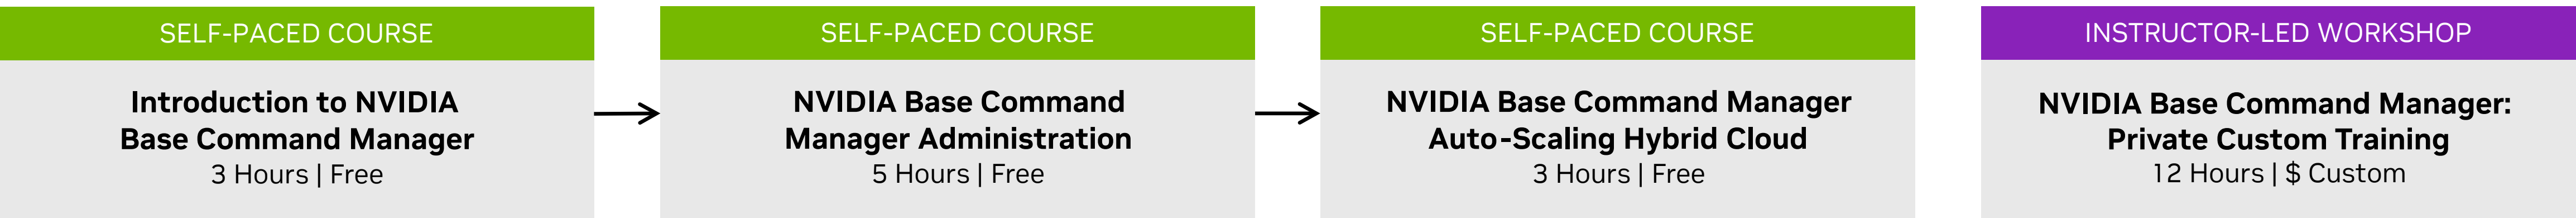 SELF-PACED COURSE
Introduction to NVIDIA
Base Command Manager
3 Hours | Free
SELF-PACED COURSE
NVIDIA Base Command
Manager Administration
5 Hours | Free
SELF-PACED COURSE
NVIDIA Base Command Manager
Auto-Scaling Hybrid Cloud
3 Hours | Free
INSTRUCTOR-LED WORKSHOP
NVIDIA Base Command Manager:
Private Custom Training
12 Hours | $ Custom